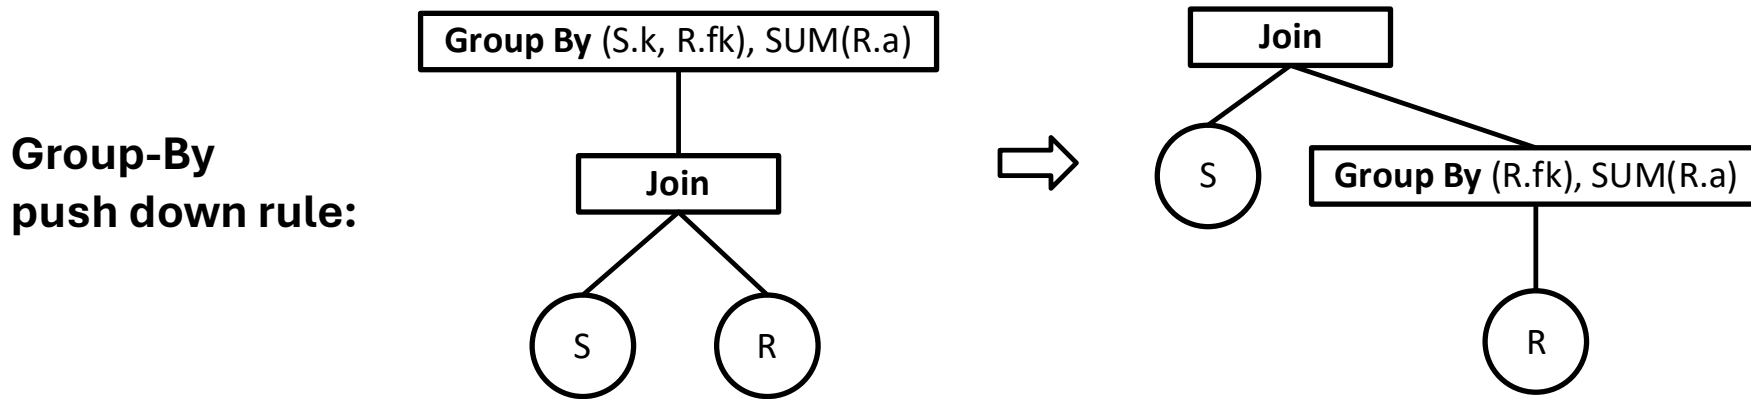 Group-By
push down rule:
Group By (S.k, R.fk), SUM(R.a)
Join
S
R
Join
S
Group By (R.fk), SUM(R.a)
R